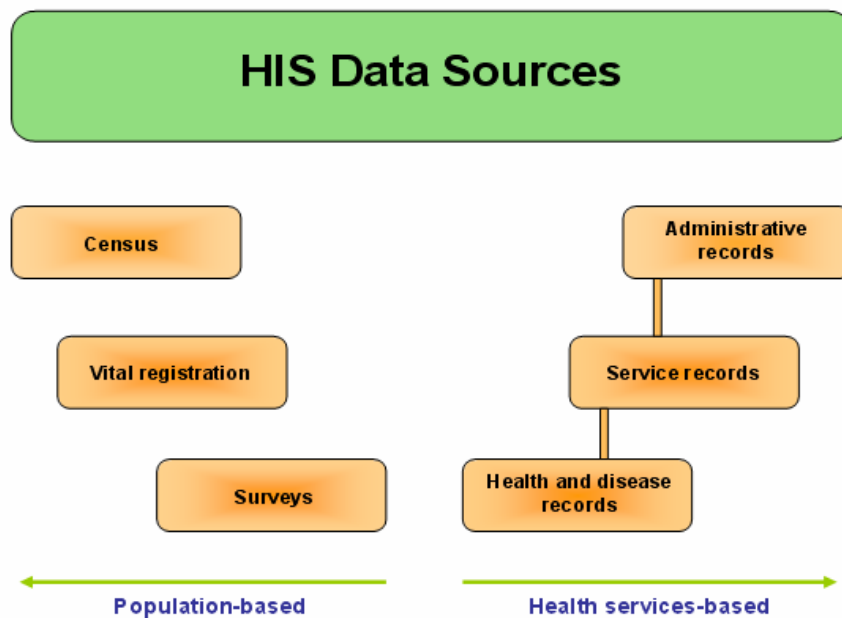 HIS Data Sources
Census
Administrative
records
Vital registration
Service records
Surveys
Health and disease
records
Population-based
Health services-based